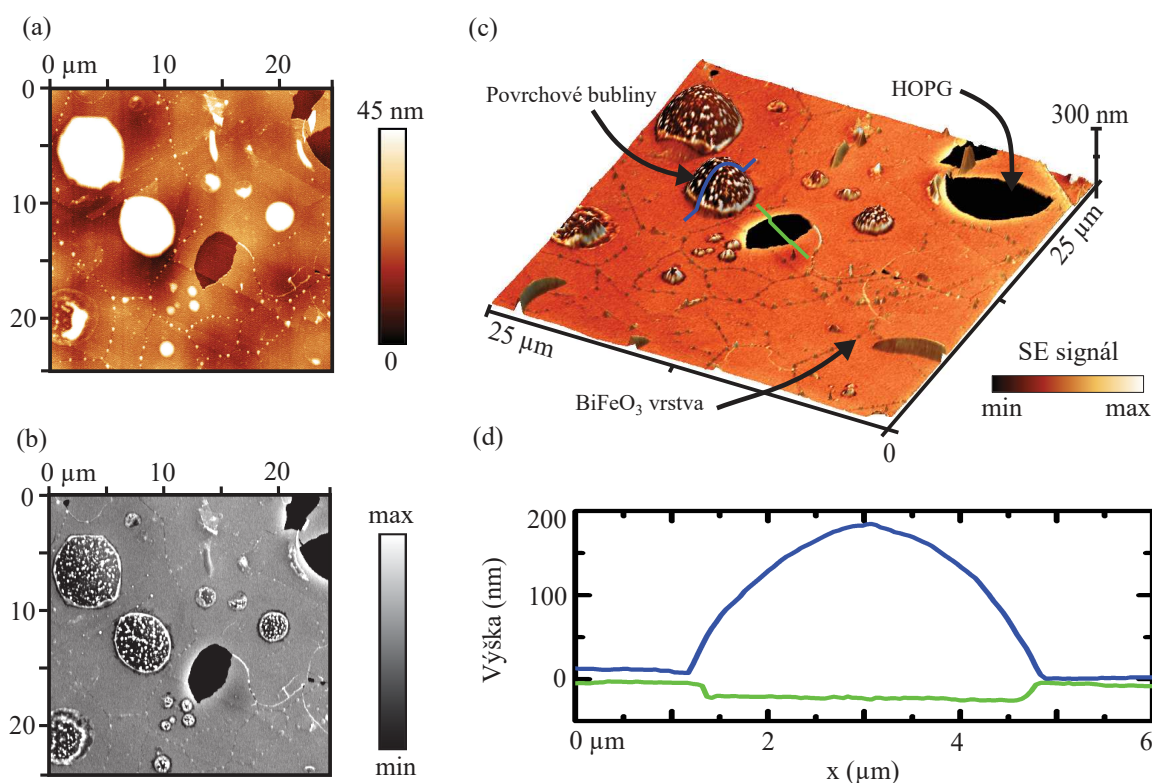 (a)
0 µm 10 20
0
10
20
45 nm
0
(b)
0 µm 10 20
0
10
20
max
min
(c)
Povrchové bubliny
HOPG
300 nm
25 µm
25 µm
0
BiFeO₃ vrstva
SE signál
min max
(d)
200
100
0
Výška (nm)
0 µm 2 4 6
x (µm)